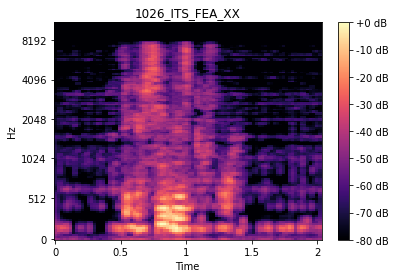 1026_ITS_FEA_XX
+0 dB
8192
-10 dB
4096
-20 dB
-30 dB
2048
Hz
-40 dB
1024
-50 dB
512
-60 dB
-70 dB
0
-80 dB
0 0.5 1 1.5 2
Time